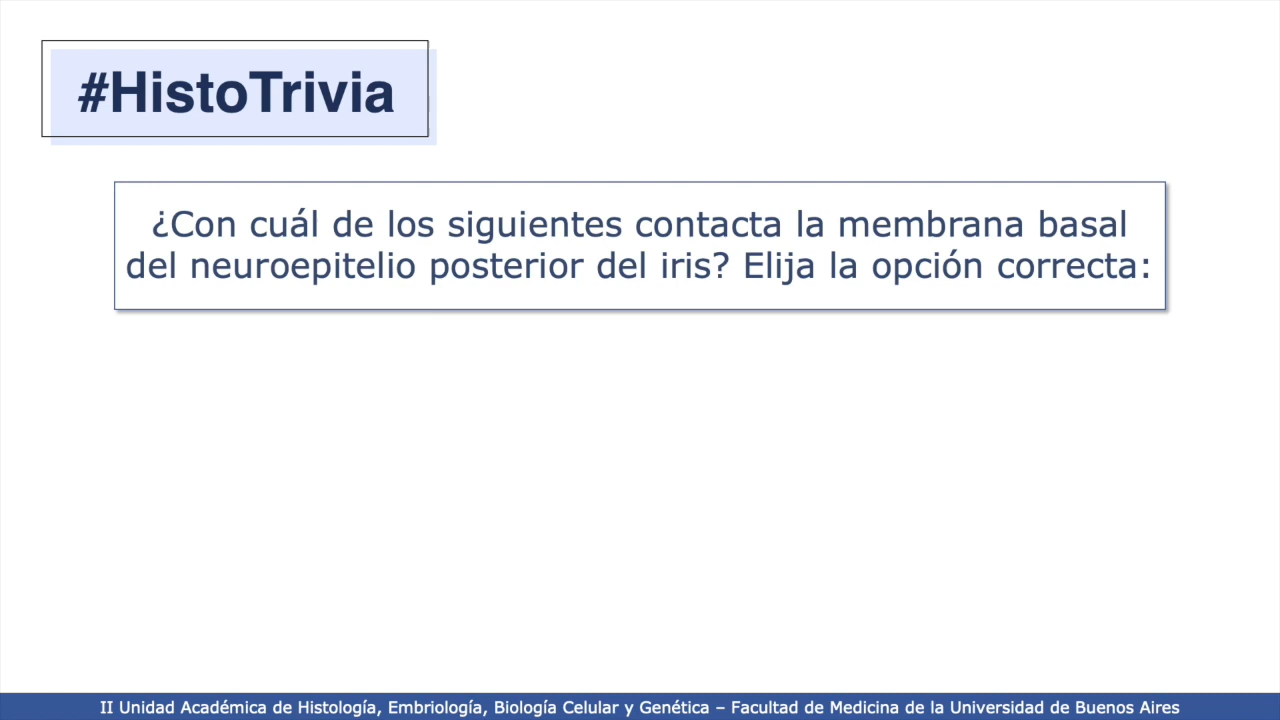 #HistoTrivia
¿Con cuál de los siguientes contacta la membrana basal
del neuroepitelio posterior del iris? Elija la opción correcta:
II Unidad Académica de Histología, Embriología, Biología Celular y Genética – Facultad de Medicina de la Universidad de Buenos Aires